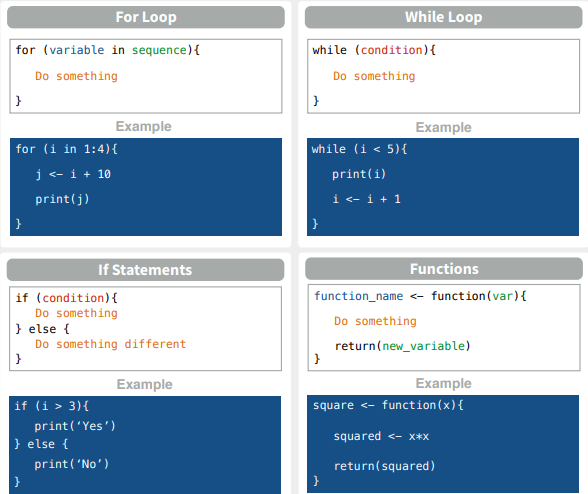 For Loop
for (variable in sequence){
Do something
}
Example
for (i in 1:4){
j <- i + 10
print(j)
}
While Loop
while (condition){
Do something
}
Example
while (i < 5){
print(i)
i <- i + 1
}
If Statements
if (condition){
Do something
} else {
Do something different
}
Example
if (i > 3){
print(‘Yes’)
} else {
print(‘No’)
}
Functions
function_name <- function(var){
Do something
return(new_variable)
}
Example
square <- function(x){
squared <- x*x
return(squared)
}